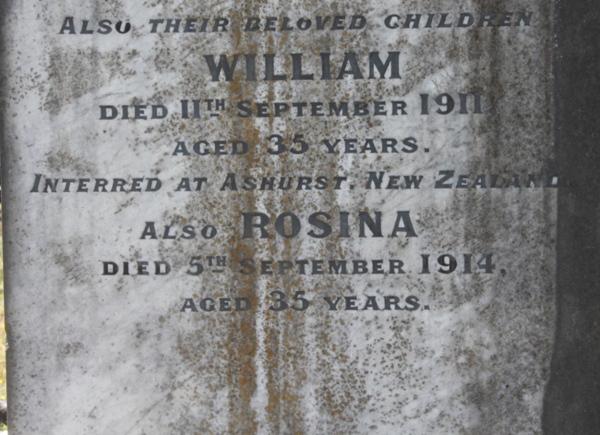 ALSO THEIR BELOVED CHILDREN
WILLIAM
DIED 11TH SEPTEMBER 1911
AGED 35 YEARS.
INTERRED AT ASHURST, NEW ZEALAND.
ALSO ROSINA
DIED 5TH SEPTEMBER 1914,
AGED 35 YEARS.